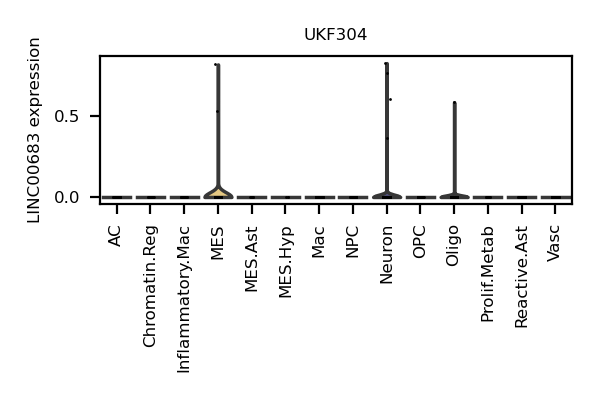 UKF304
LINC00683 expression
0.5
0.0
AC
Chromatin.Reg
Inflammatory.Mac
MES
MES.Ast
MES.Hyp
Mac
NPC
Neuron
OPC
Oligo
Prolif.Metab
Reactive.Ast
Vasc